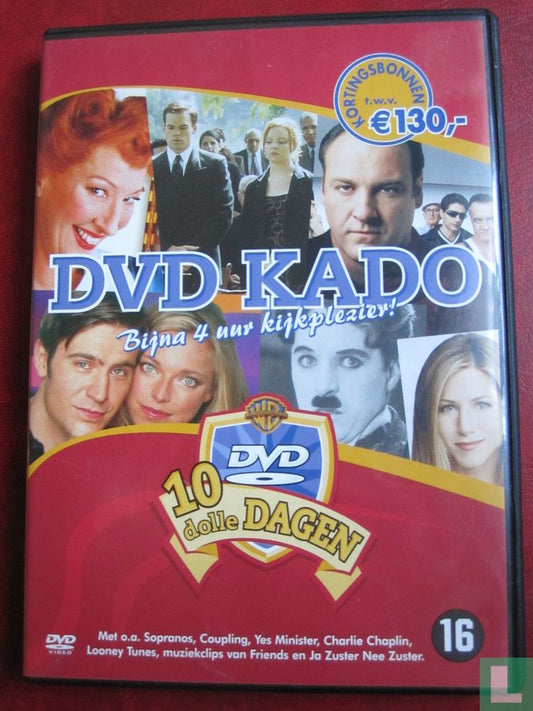 KORTINGSBONNEN
t.w.v.
€130,-
DVD KADO
Bijna 4 uur kijkplezier!
WB
DVD
10
dolle DAGEN
DVD
VIDEO
Met o.a. Sopranos, Coupling, Yes Minister, Charlie Chaplin,
Looney Tunes, muziekclips van Friends en Ja Zuster Nee Zuster.
16
L